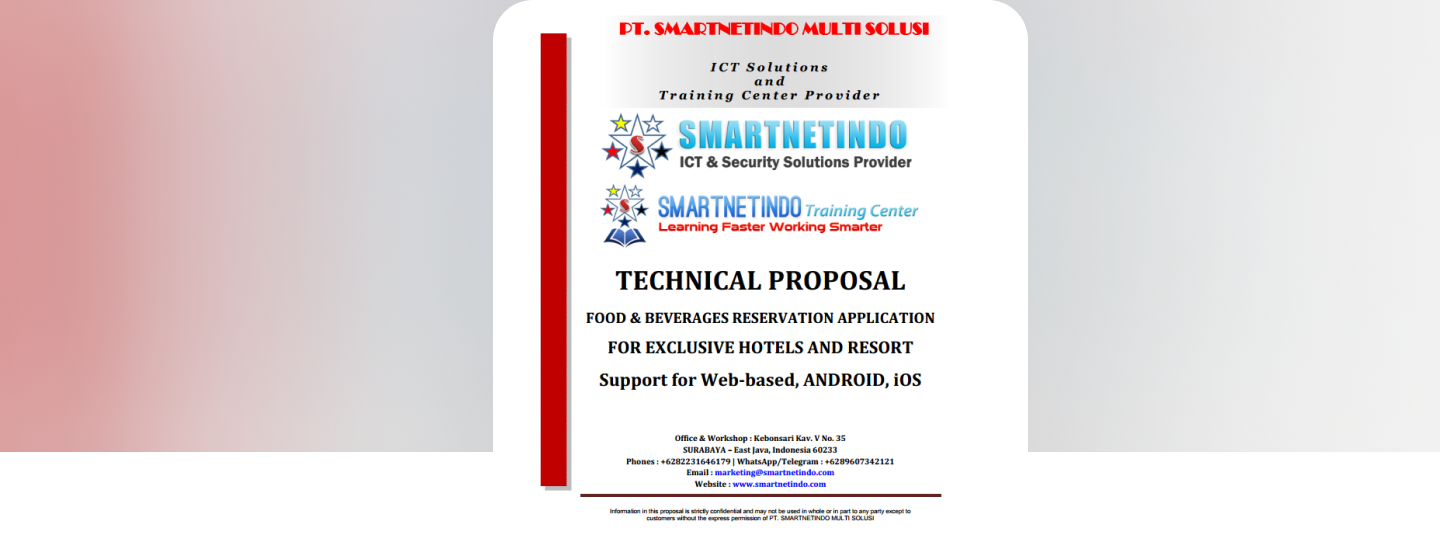 PT. SMARTNETINDO MULTI SOLUSI
ICT Solutions
and
Training Center Provider
S
SMARTNETINDO
ICT & Security Solutions Provider
S
SMARTNETINDO Training Center
Learning Faster Working Smarter
TECHNICAL PROPOSAL
FOOD & BEVERAGES RESERVATION APPLICATION
FOR EXCLUSIVE HOTELS AND RESORT
Support for Web-based, ANDROID, iOS
Office & Workshop : Kebonsari Kav. V No. 35
SURABAYA – East Java, Indonesia 60233
Phones : +6282231646179 | WhatsApp/Telegram : +6289607342121
Email : marketing@smartnetindo.com
Website : www.smartnetindo.com
Information in this proposal is strictly confidential and may not be used in whole or in part to any party except to
customers without the express permission of PT. SMARTNETINDO MULTI SOLUSI